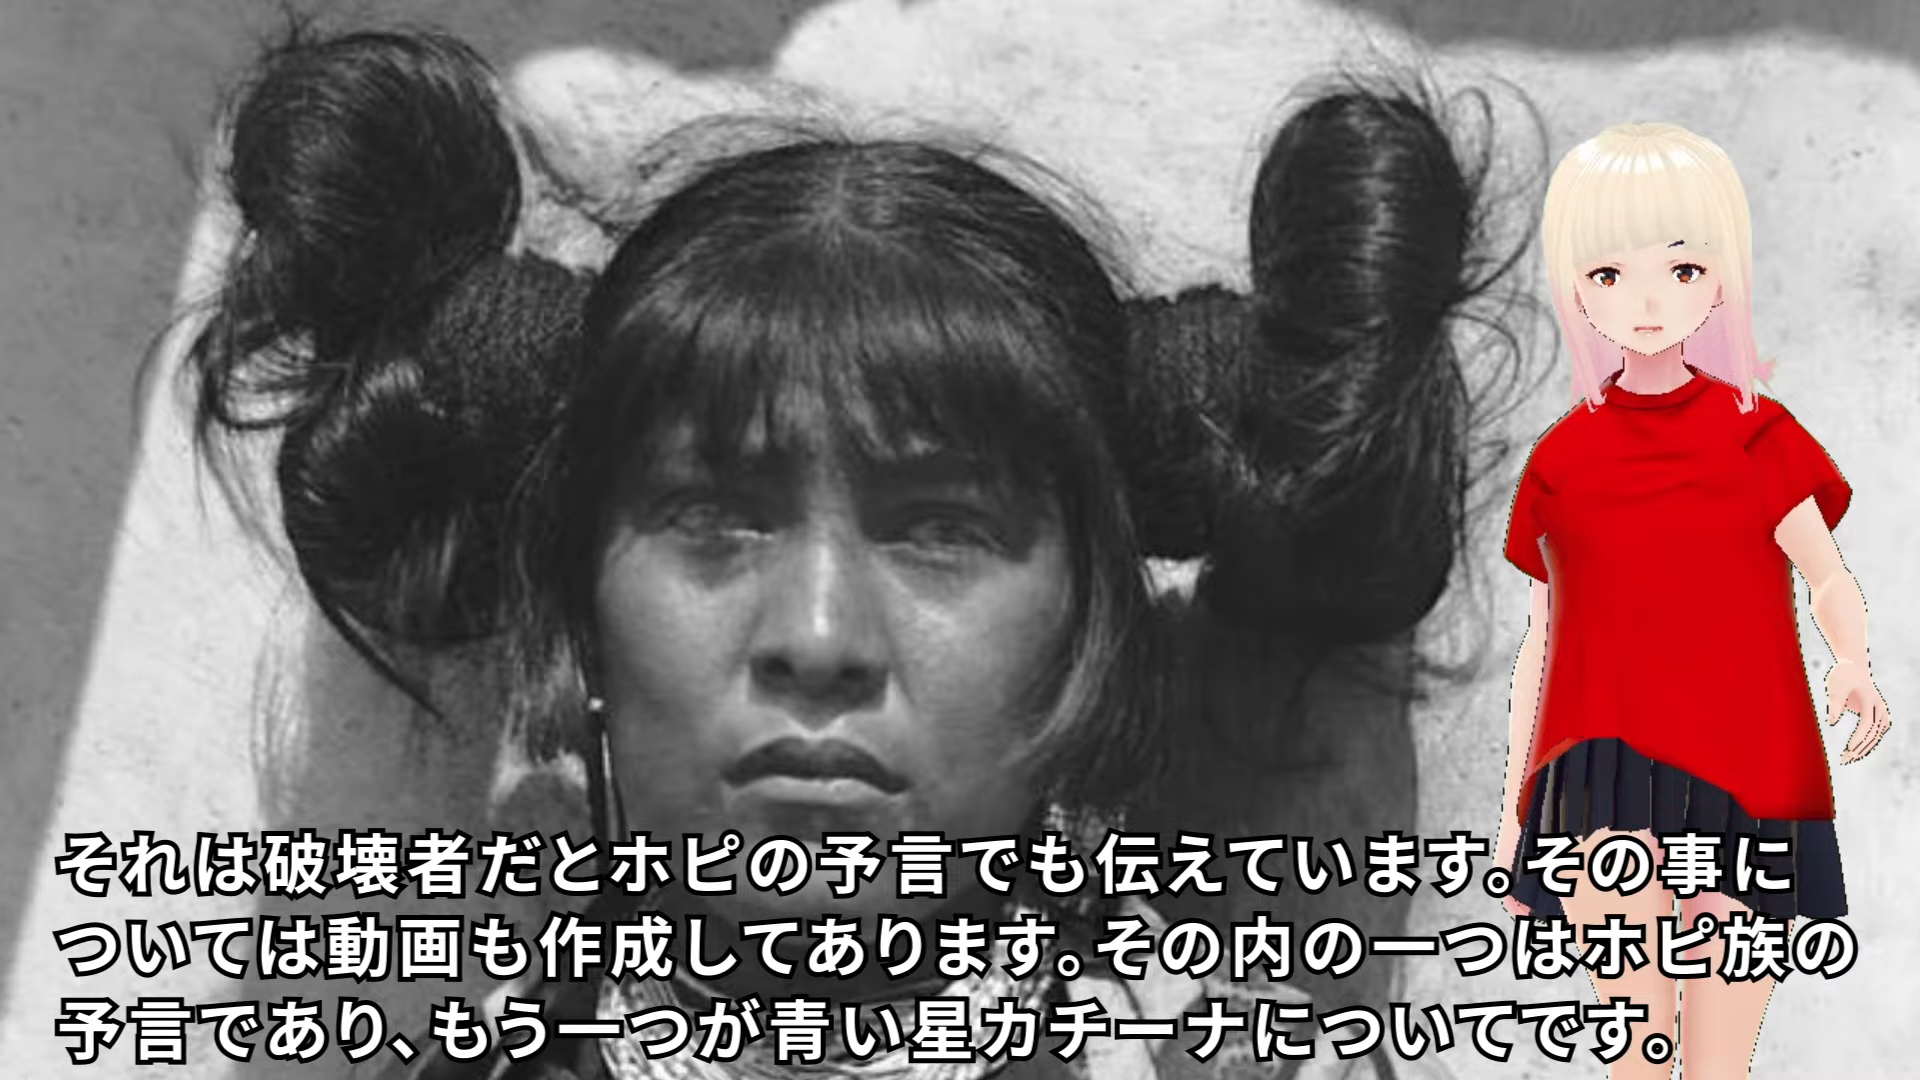 それは破壊者だとホピの予言でも伝えています。その事に
ついては動画も作成してあります。その内の一つはホピ族の
予言であり、もう一つが青い星カチーナについてです。